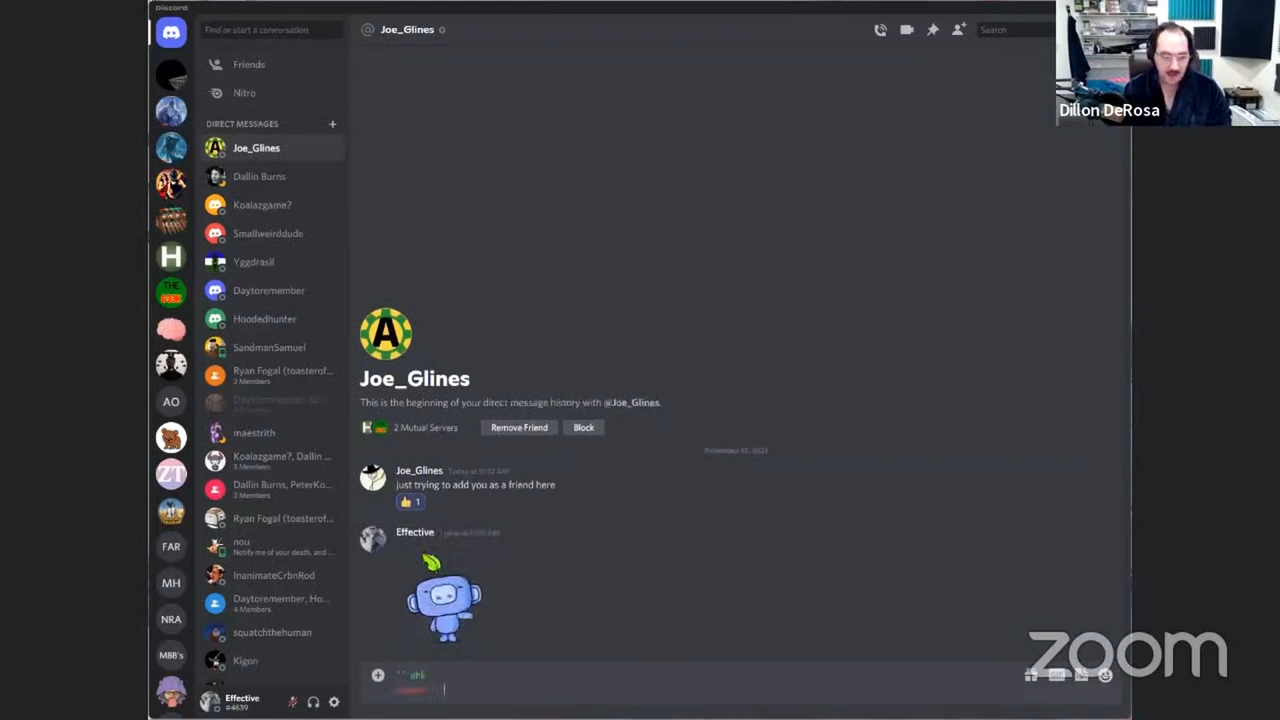 Discord
Find or start a conversation
Joe_Glines
Search
Dillon DeRosa
Friends
Nitro
DIRECT MESSAGES
Joe_Glines
Dallin Burns
Koalazgame?
Smallweirddude
Yggdrasil
Daytoremember
Hoodedhunter
SandmanSamuel
Ryan Fogal (toasterof...
3 Members
maestrith
Koalazgame?, Dallin ...
3 Members
Dallin Burns, PeterKo...
3 Members
Ryan Fogal (toasterof...
nou
Notify me of your death, and ...
InanimateCrbnRod
Daytoremember, Ho...
4 Members
squatchthehuman
Kigon
Effective
#4639
H
THE
AO
ZT
FAR
MH
NRA
MBB's
A
Joe_Glines
This is the beginning of your direct message history with @Joe_Glines.
2 Mutual Servers
Remove Friend
Block
Joe_Glines
just trying to add you as a friend here
1
Effective
ahk
zoom